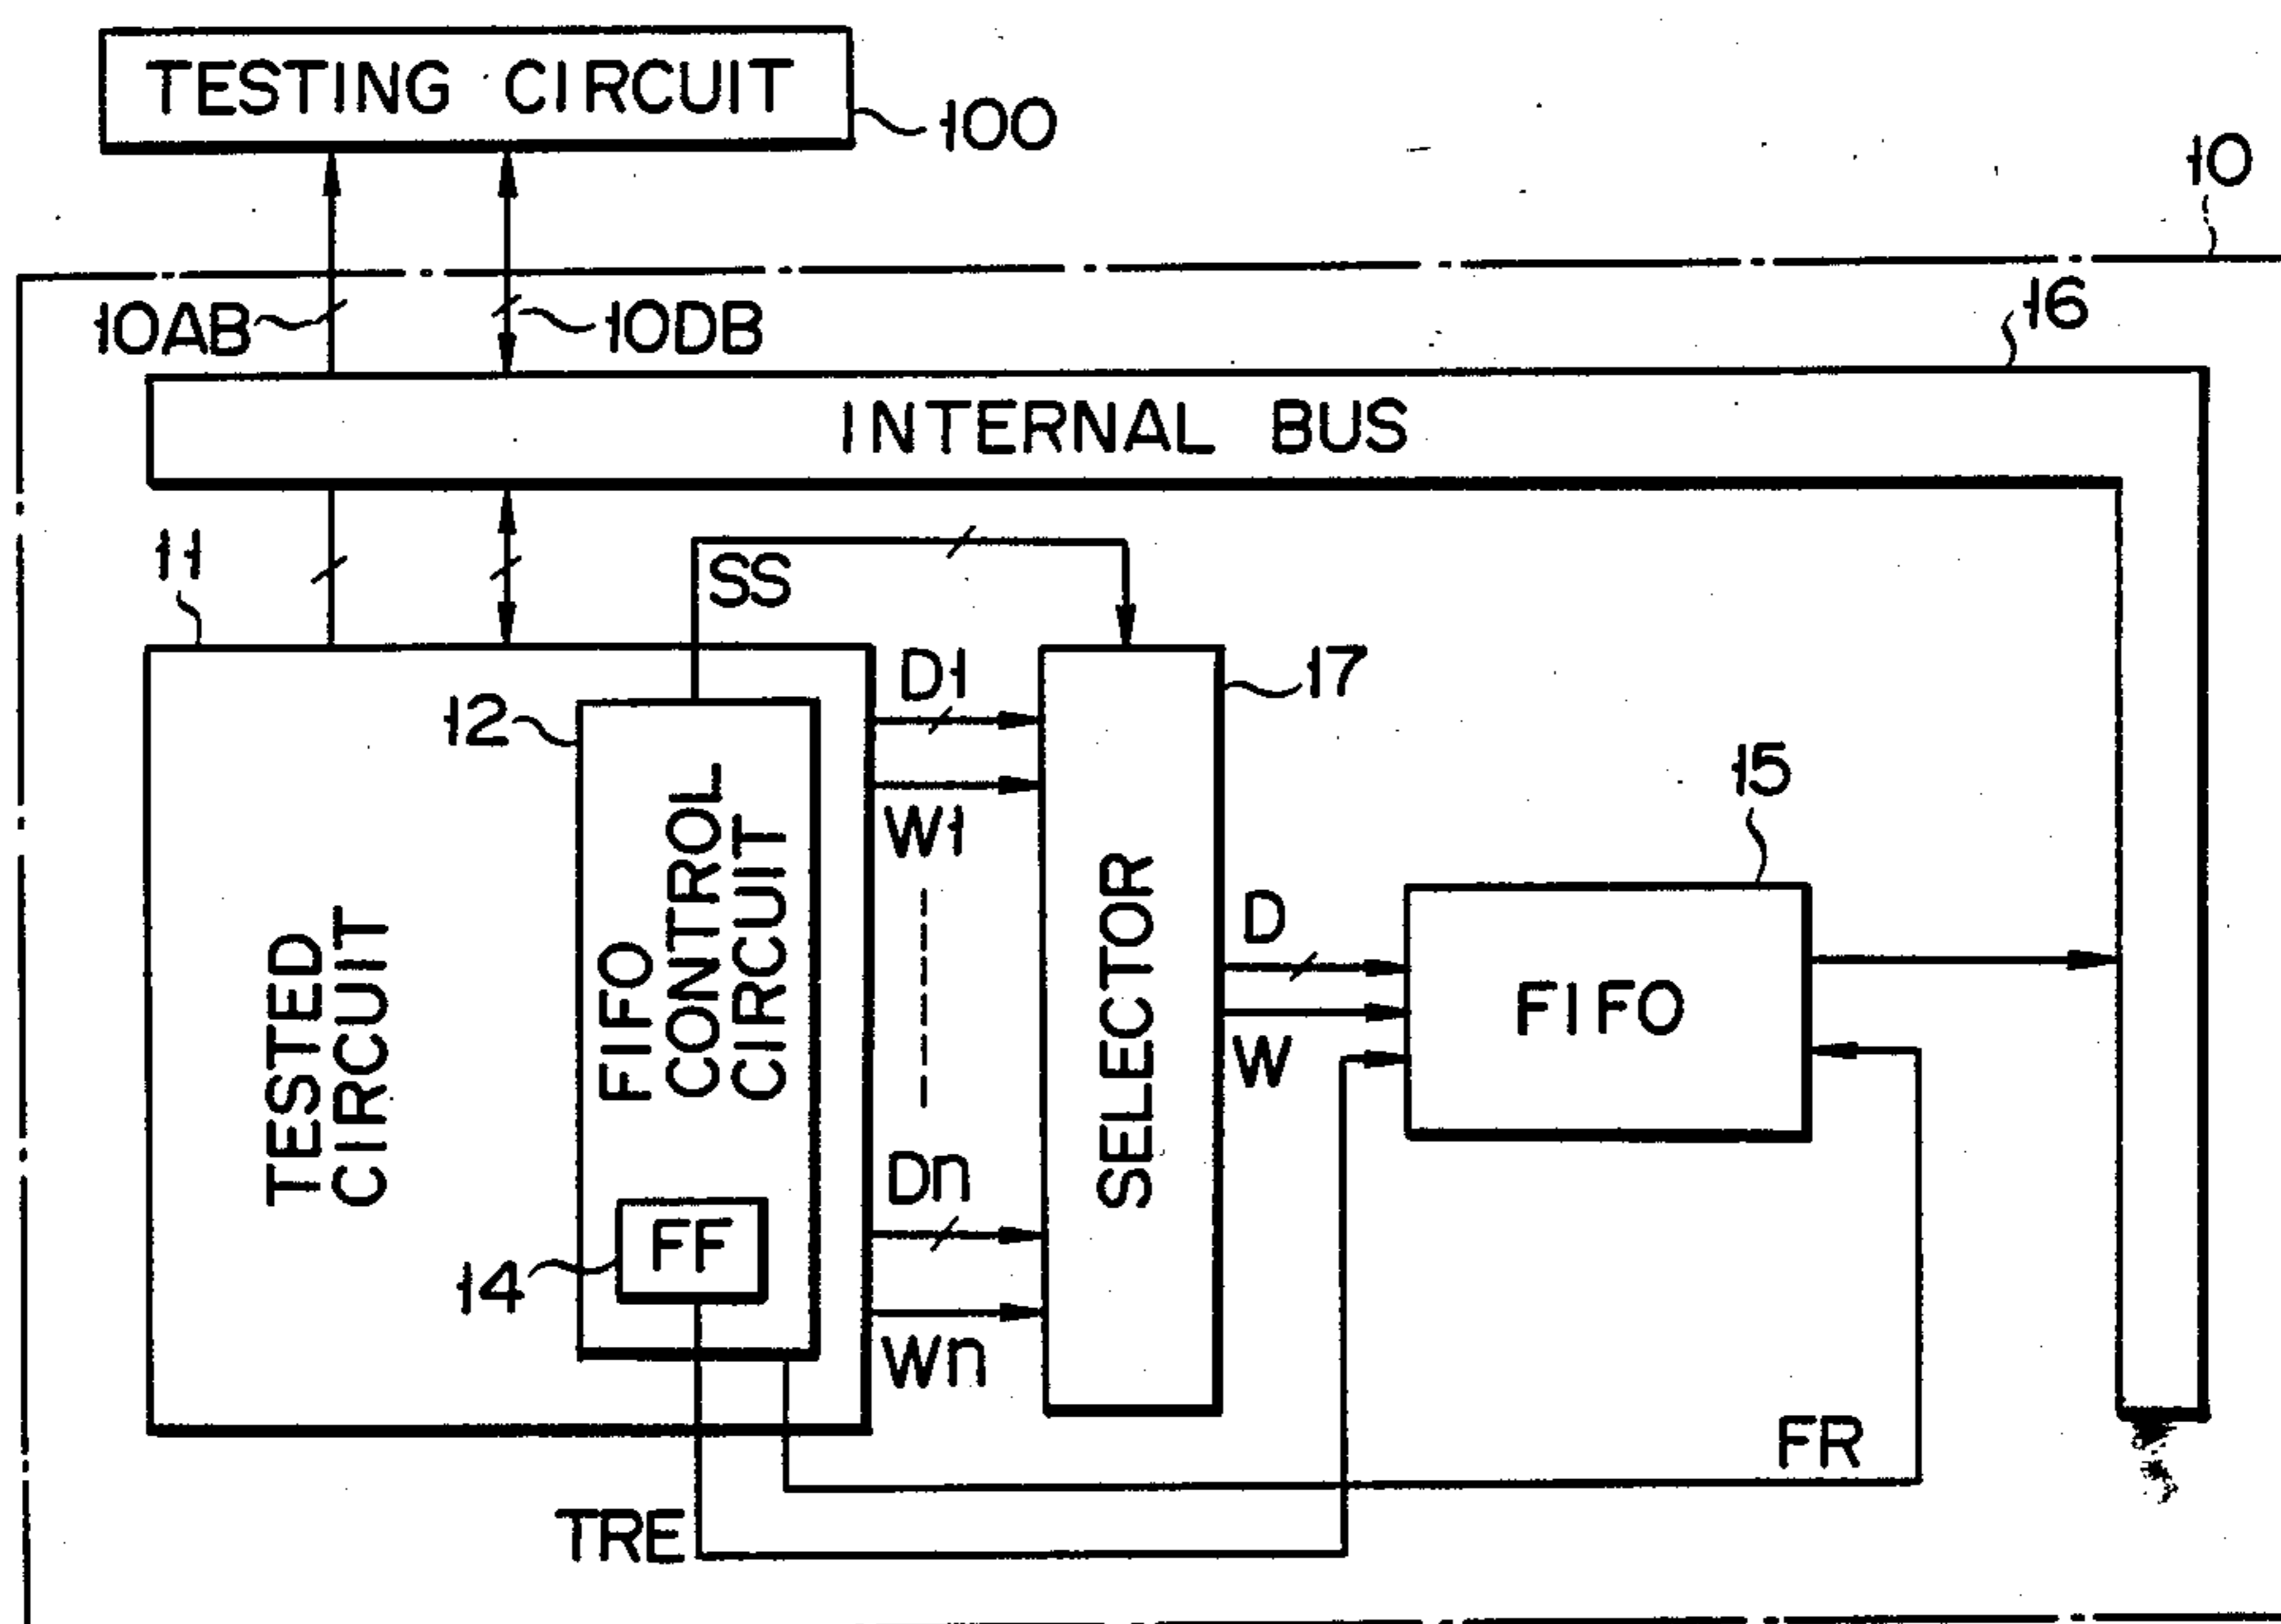 TESTING CIRCUIT
100
10
10AB
10DB
16
INTERNAL BUS
11
SS
D1
17
12
W1
15
TESTED
CIRCUIT
FIFO
CONTROL
CIRCUIT
SELECTOR
D
FIFO
W
Dn
FF
14
Wn
FR
TRE